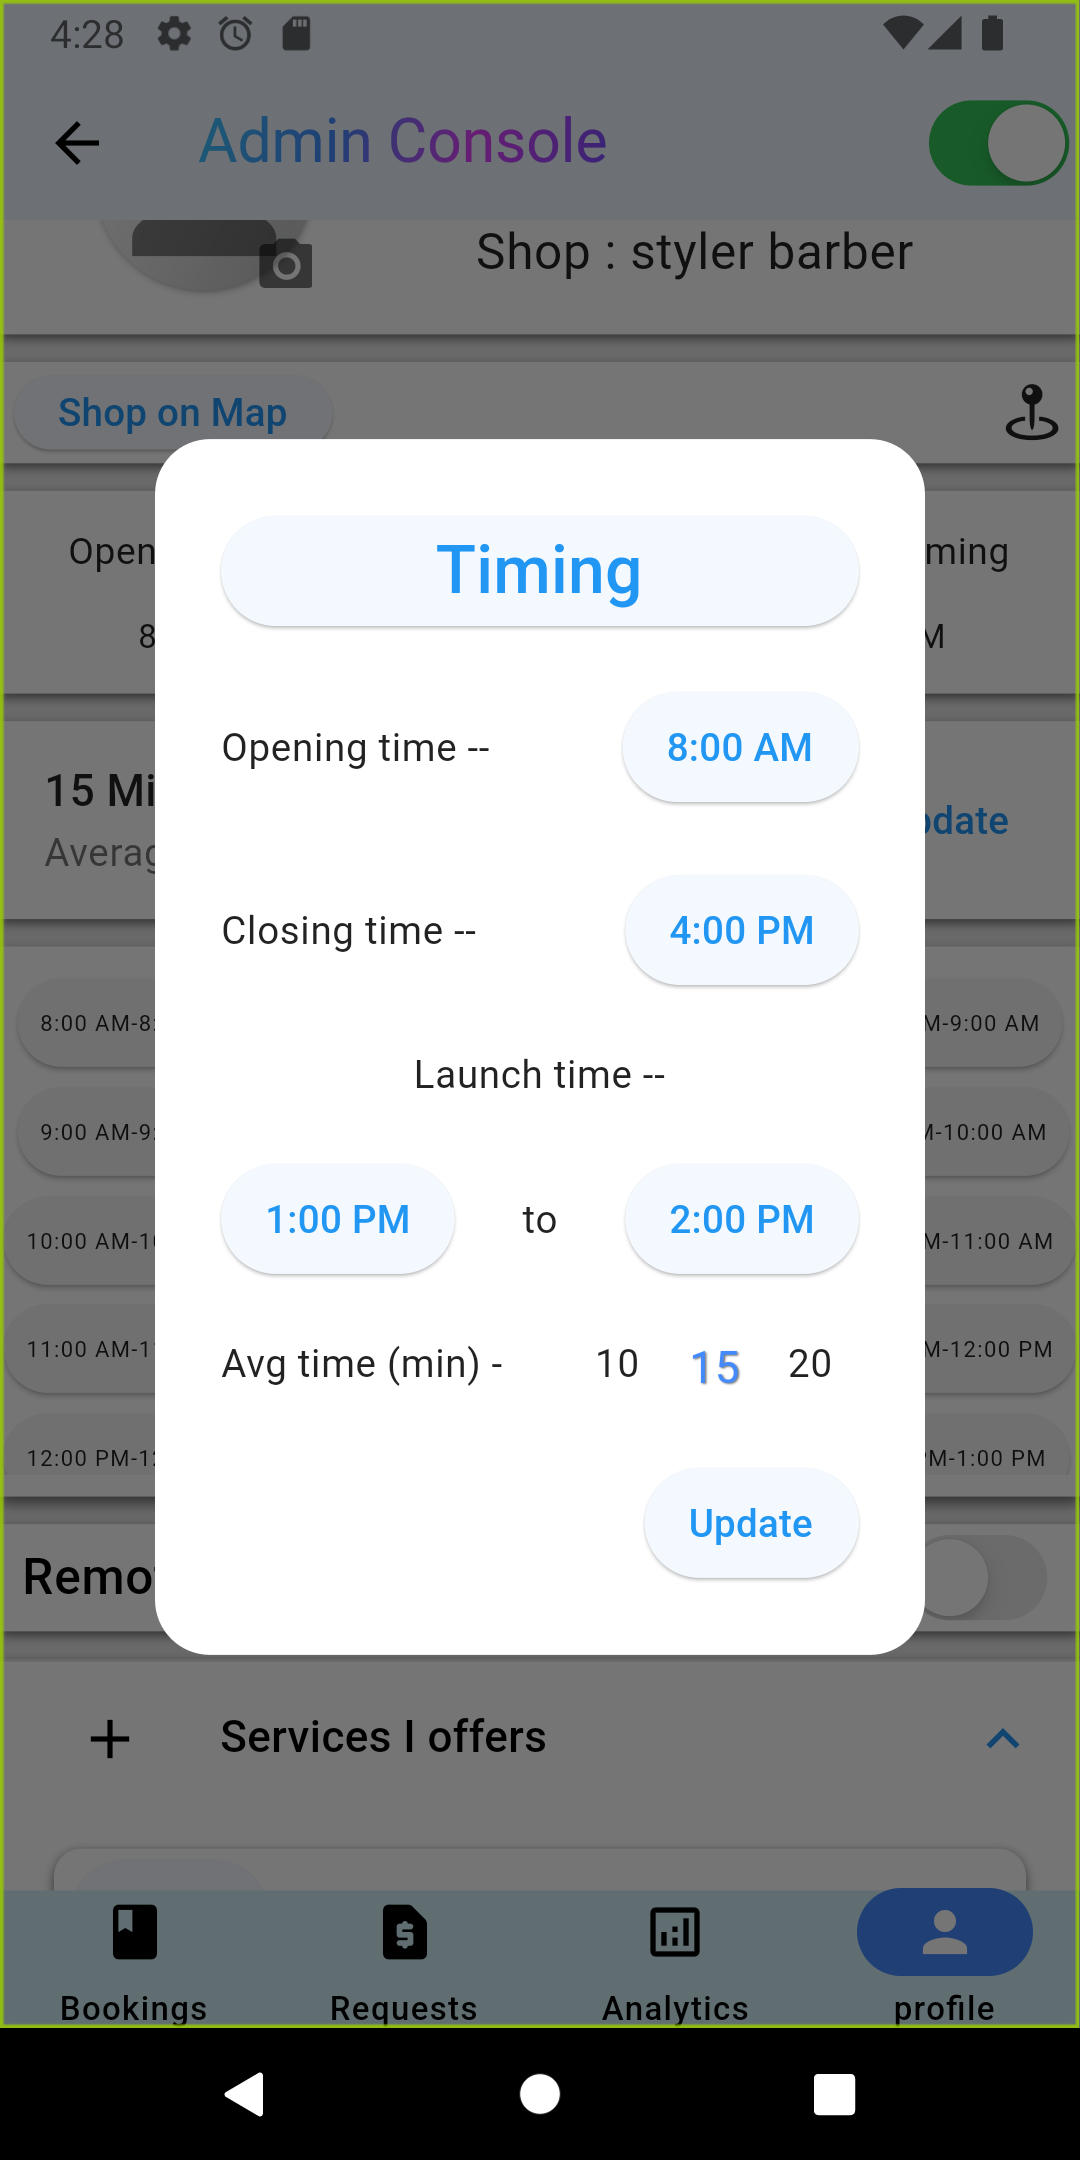 4:28
Admin Console
Shop : styler barber
Shop on Map
Timing
Open
ming
8
M
Opening time -- 8:00 AM
15 Mi
Averag
date
Closing time -- 4:00 PM
8:00 AM-8:
M-9:00 AM
Launch time --
9:00 AM-9:
M-10:00 AM
1:00 PM to 2:00 PM
10:00 AM-1
M-11:00 AM
Avg time (min) - 10 15 20
11:00 AM-1
M-12:00 PM
12:00 PM-12
PM-1:00 PM
Update
Remo
Services I offers
Bookings Requests Analytics profile